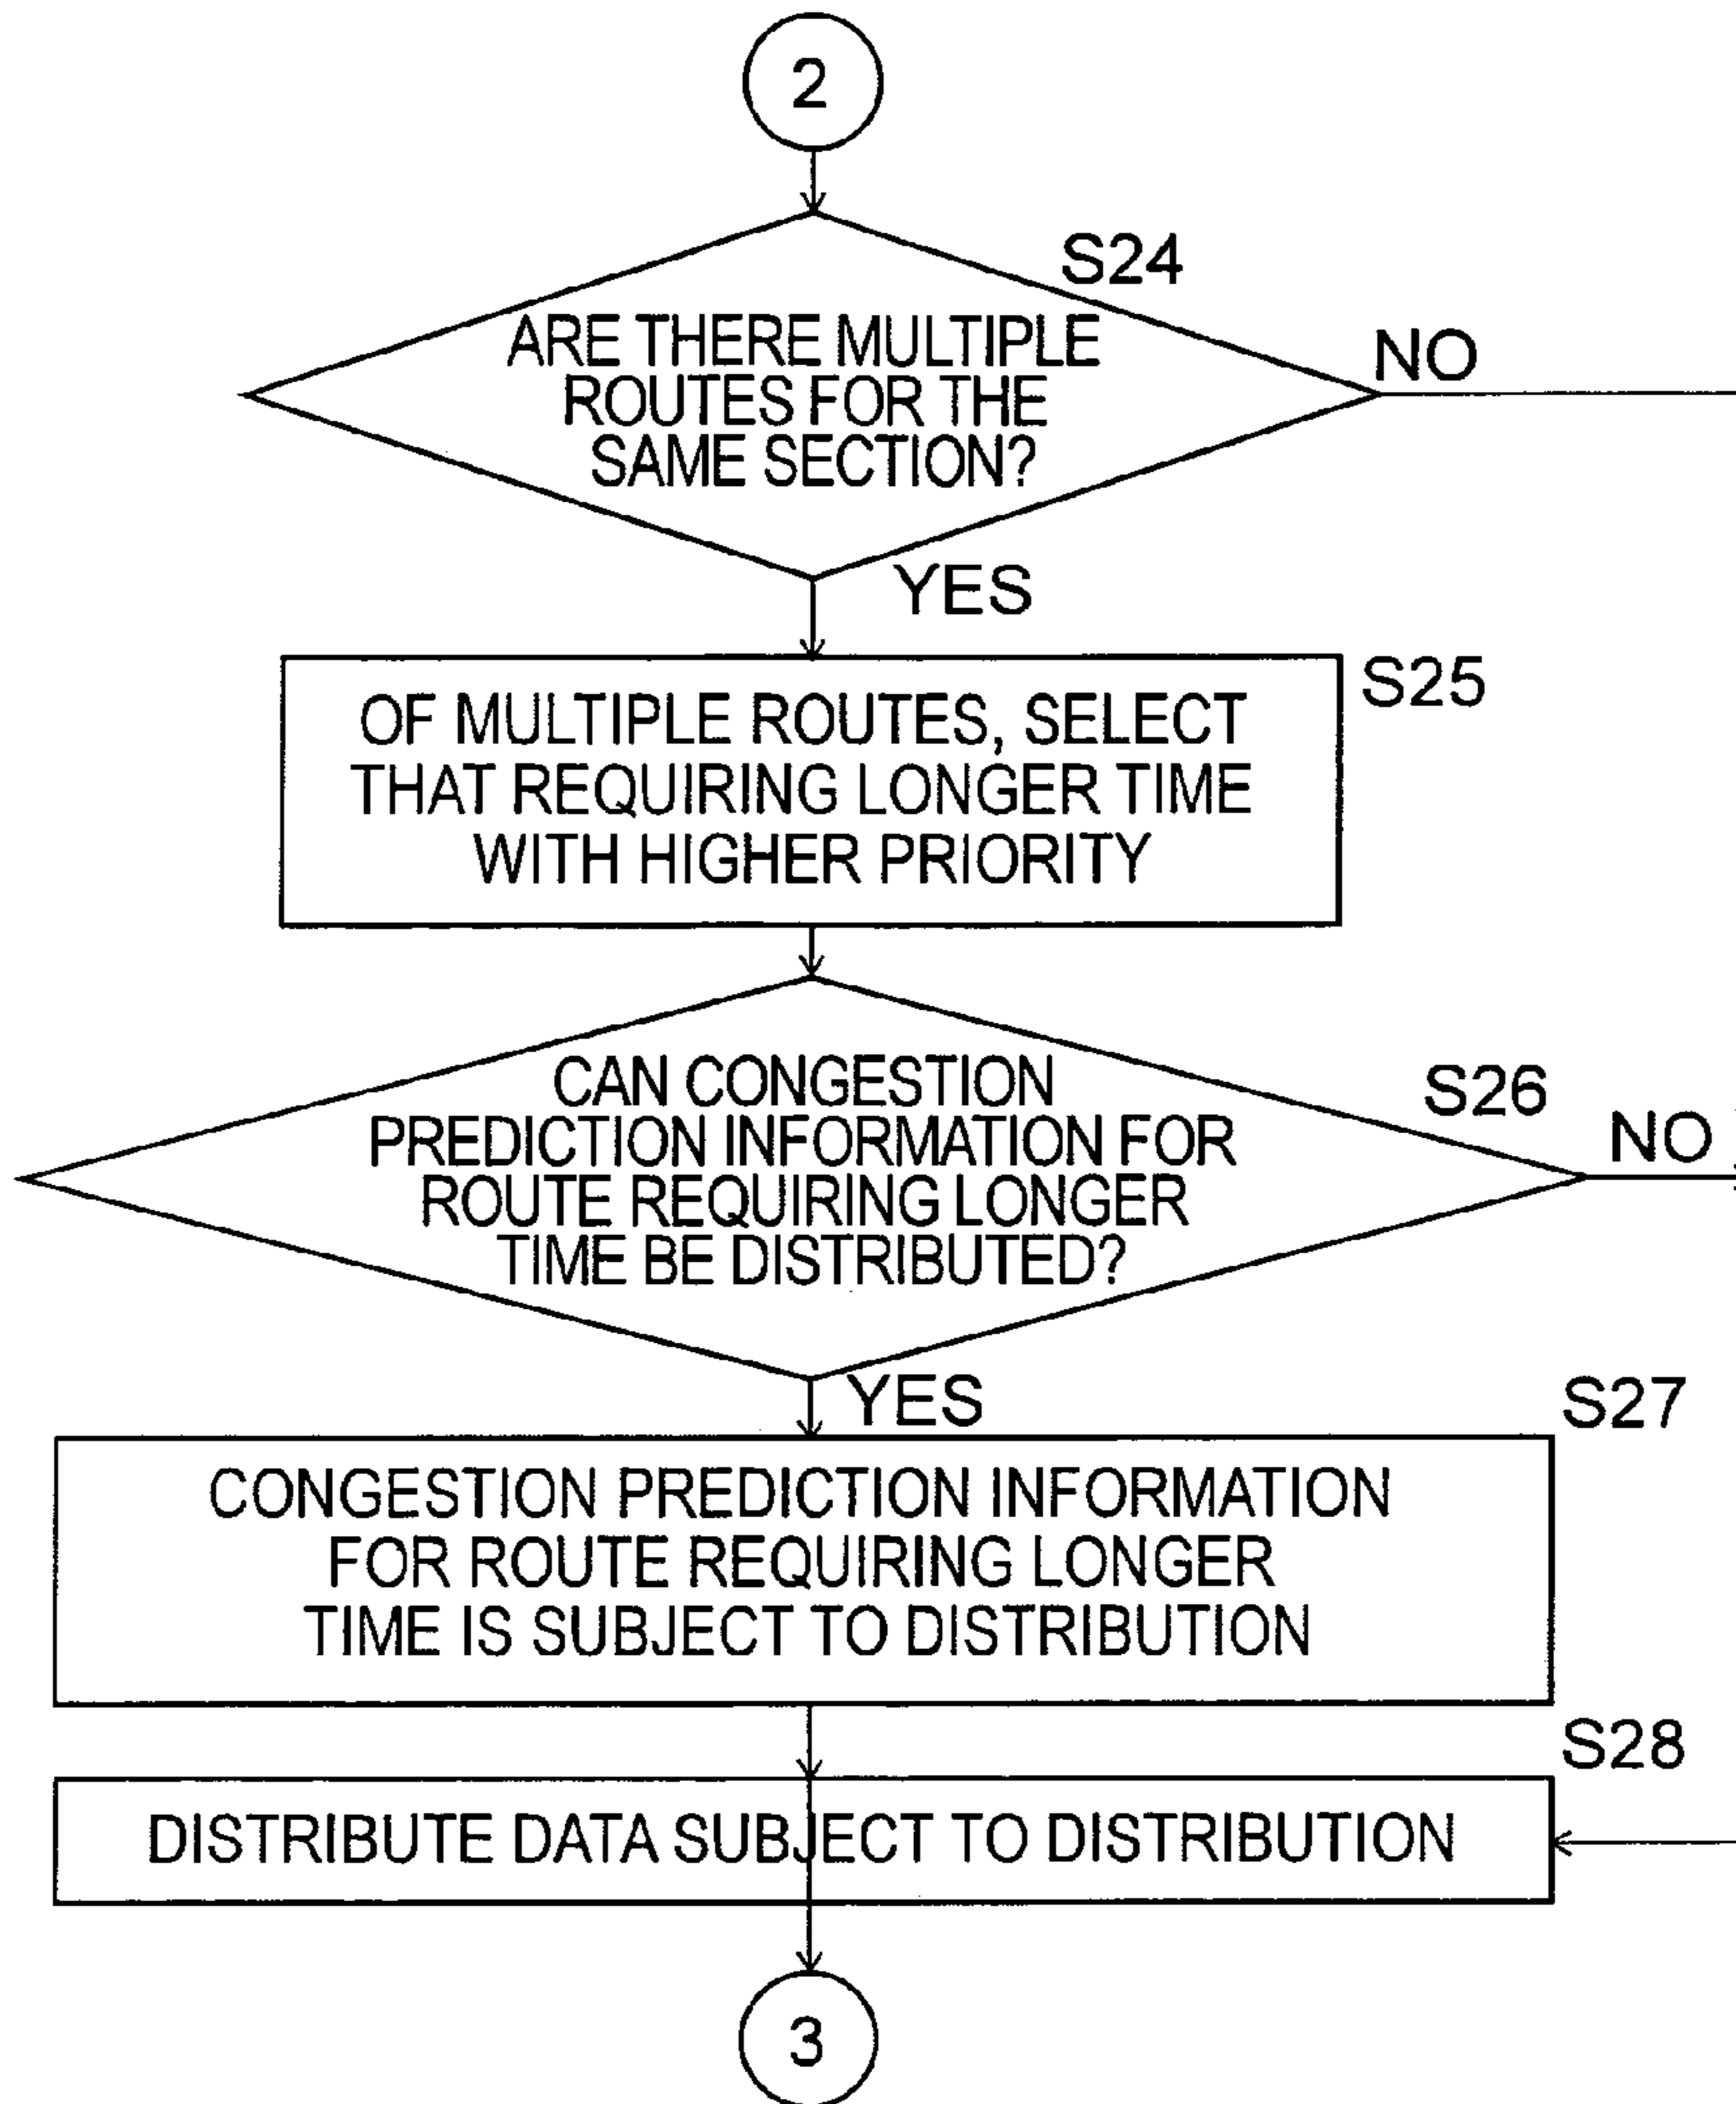 2
S24
ARE THERE MULTIPLE
ROUTES FOR THE
SAME SECTION?
NO
YES
S25
OF MULTIPLE ROUTES, SELECT
THAT REQUIRING LONGER TIME
WITH HIGHER PRIORITY
S26
CAN CONGESTION
PREDICTION INFORMATION FOR
ROUTE REQUIRING LONGER
TIME BE DISTRIBUTED?
NO
YES
S27
CONGESTION PREDICTION INFORMATION
FOR ROUTE REQUIRING LONGER
TIME IS SUBJECT TO DISTRIBUTION
S28
DISTRIBUTE DATA SUBJECT TO DISTRIBUTION
3